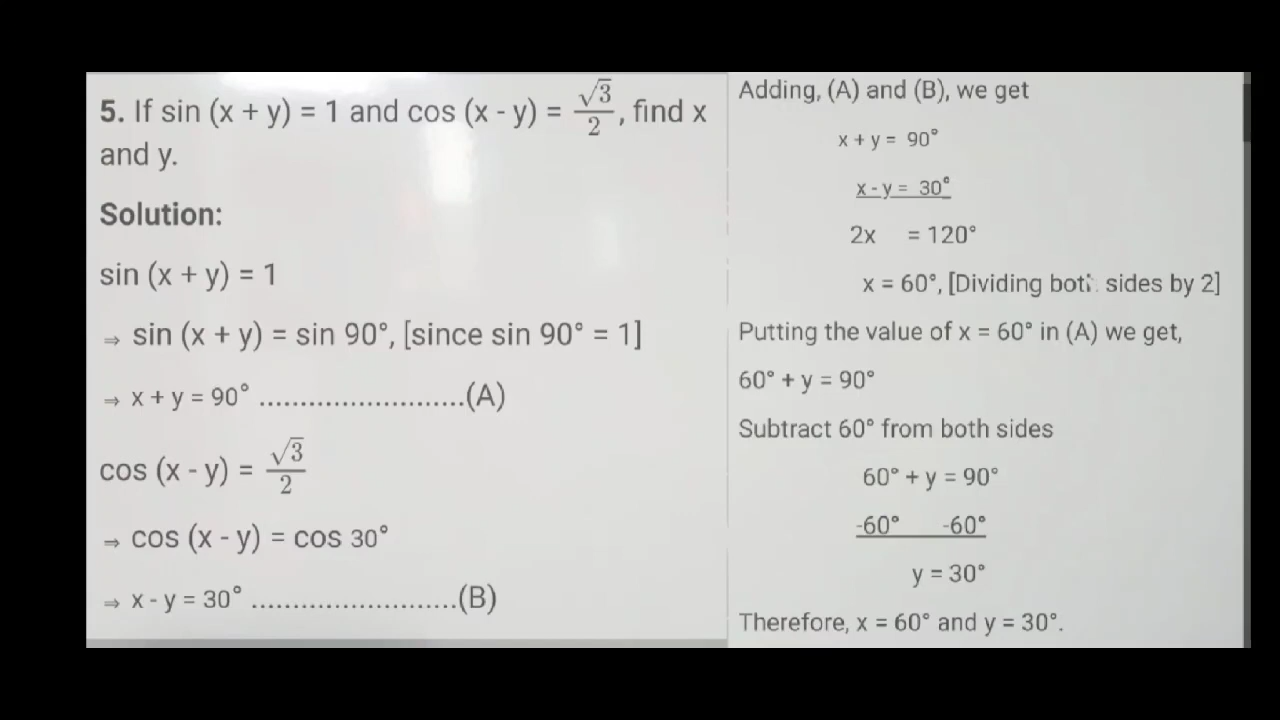 5. If sin (x + y) = 1 and cos (x - y) = √3/2, find x
and y.
Solution:
sin (x + y) = 1
⇒ sin (x + y) = sin 90°, [since sin 90° = 1]
⇒ x + y = 90° .........................(A)
cos (x - y) = √3/2
⇒ cos (x - y) = cos 30°
⇒ x - y = 30° .........................(B)
Adding, (A) and (B), we get
x + y = 90°
x - y = 30°
2x = 120°
x = 60°, [Dividing both sides by 2]
Putting the value of x = 60° in (A) we get,
60° + y = 90°
Subtract 60° from both sides
60° + y = 90°
-60° -60°
y = 30°
Therefore, x = 60° and y = 30°.